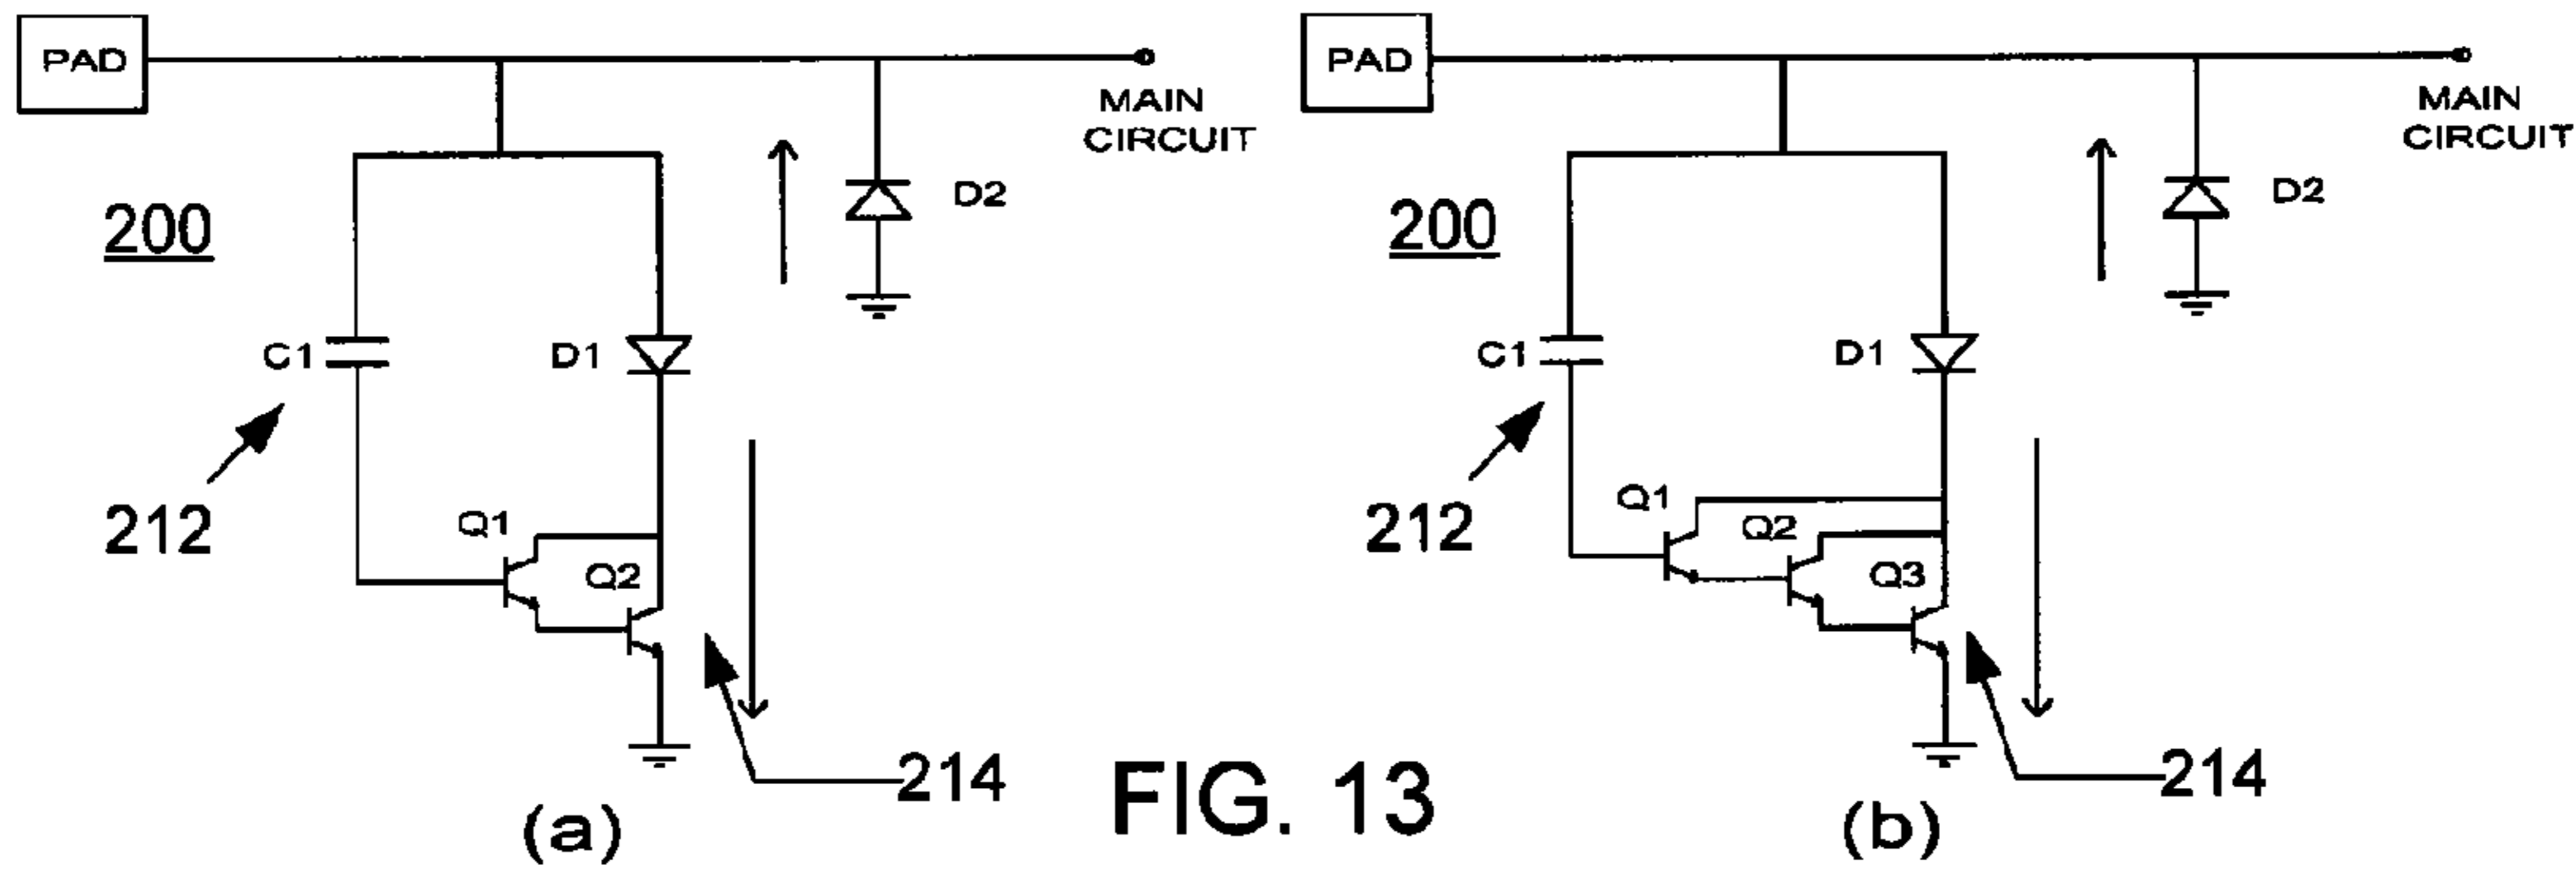 PAD
MAIN
CIRCUIT
D2
200
C1
D1
212
Q1
Q2
214
(a)
PAD
MAIN
CIRCUIT
D2
200
C1
D1
212
Q1
Q2
Q3
214
(b)
FIG. 13